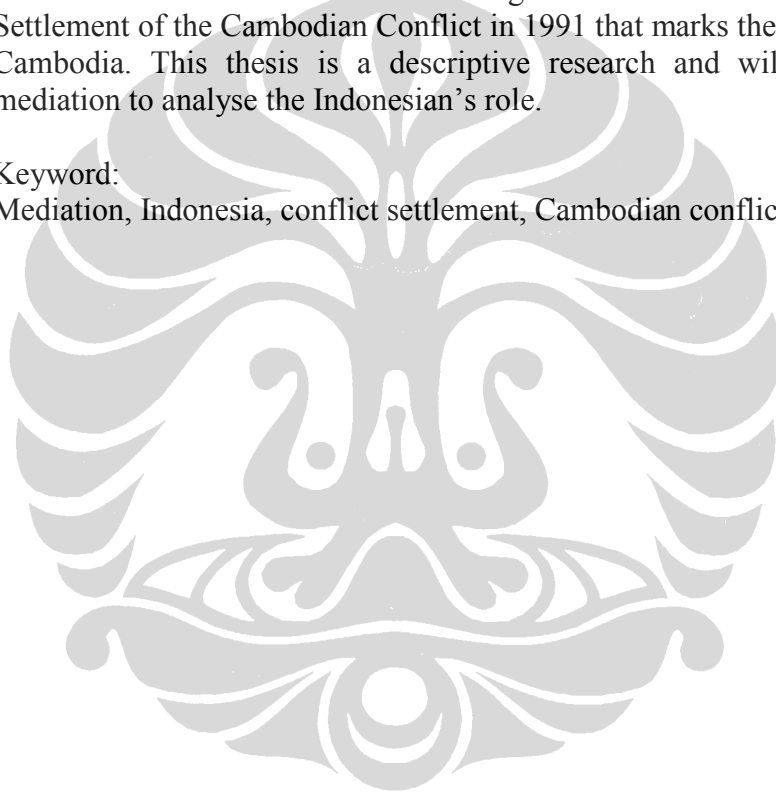 Settlement of the Cambodian Conflict in 1991 that marks the
Cambodia. This thesis is a descriptive research and wil
mediation to analyse the Indonesian's role.
Keyword:
Mediation, Indonesia, conflict settlement, Cambodian conflic